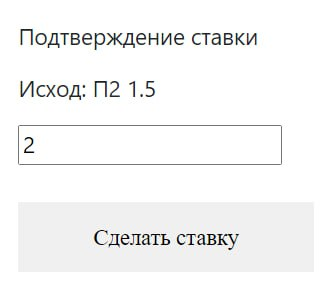 Подтверждение ставки
Исход: П2 1.5
2
Сделать ставку